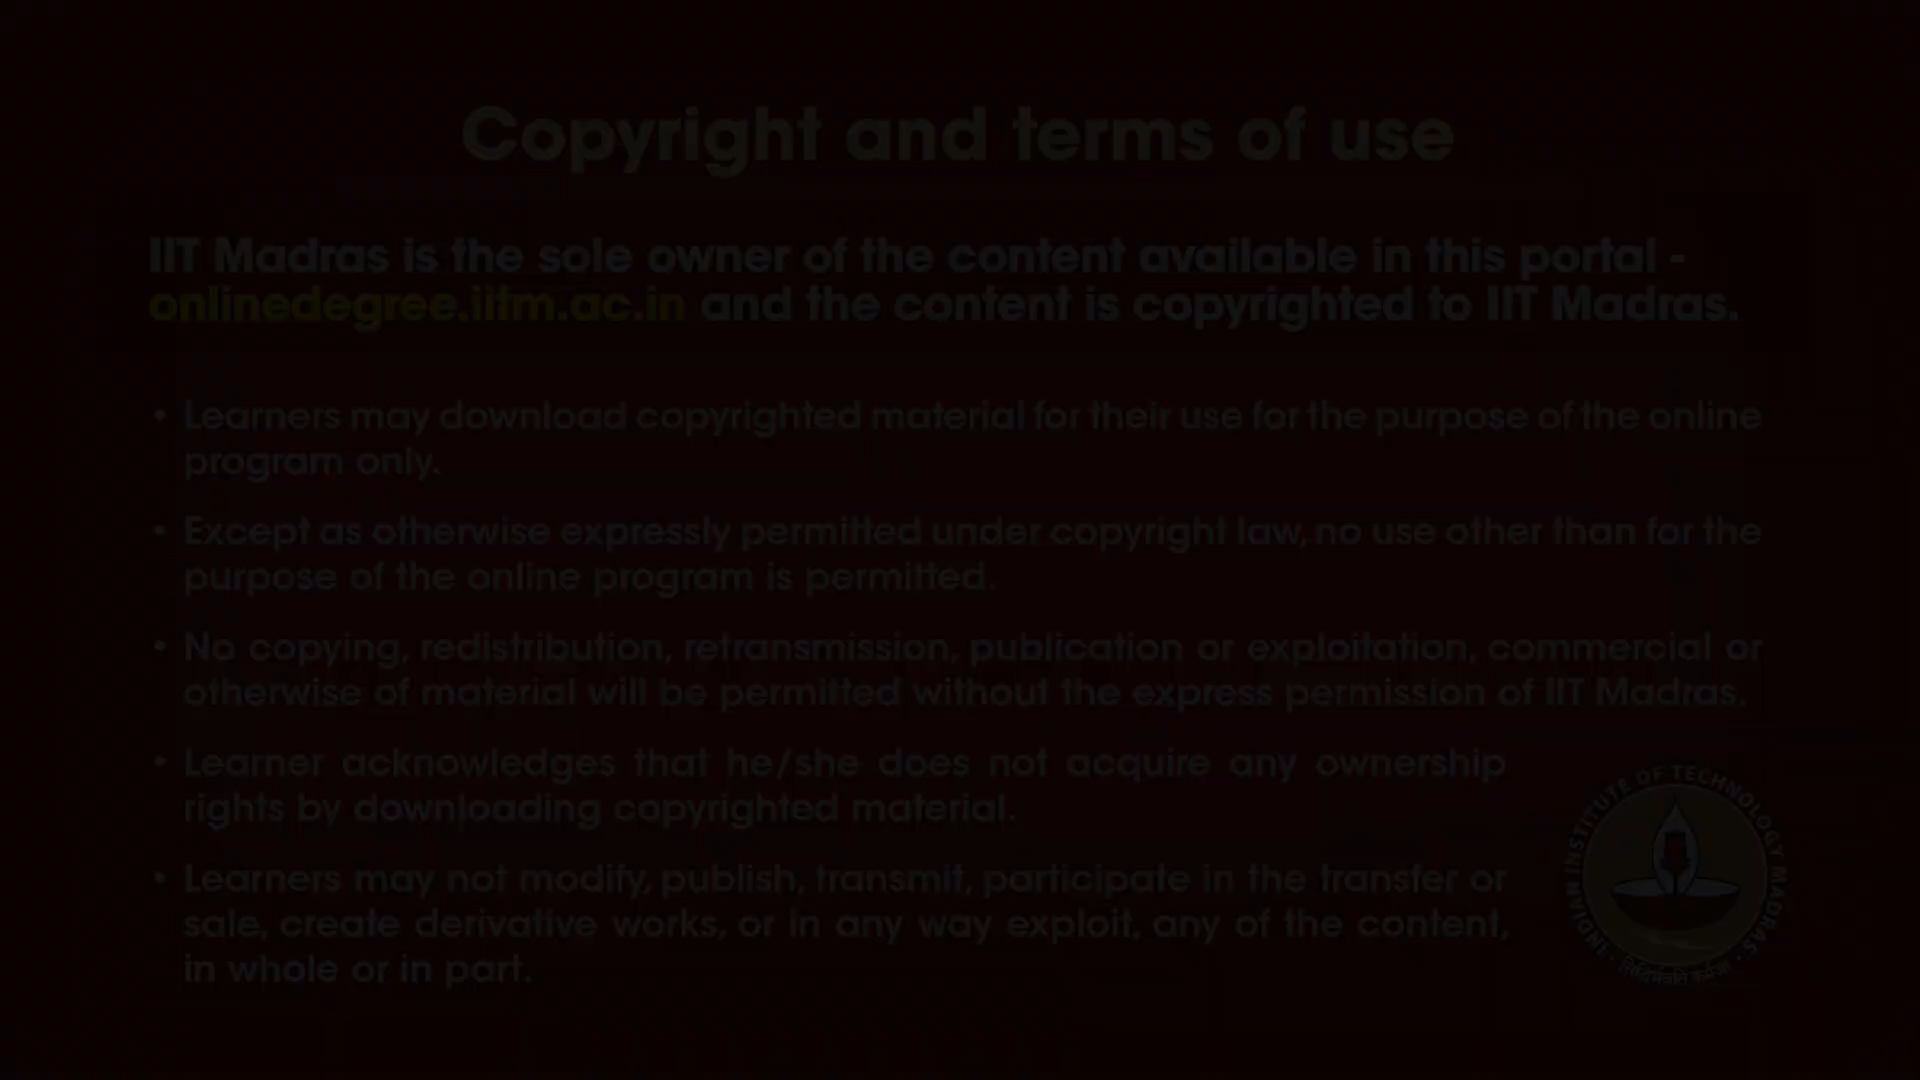 Copyright and terms of use
IIT Madras is the sole owner of the content available in this portal -
onlinedegree.iitm.ac.in and the content is copyrighted to IIT Madras.
• Learners may download copyrighted material for their use for the purpose of the online
program only.
• Except as otherwise expressly permitted under copyright law, no use other than for the
purpose of the online program is permitted.
• No copying, redistribution, retransmission, publication or exploitation, commercial or
otherwise of material will be permitted without the express permission of IIT Madras.
• Learner acknowledges that he/she does not acquire any ownership
rights by downloading copyrighted material.
• Learners may not modify, publish, transmit, participate in the transfer or
sale, create derivative works, or in any way exploit, any of the content,
in whole or in part.
INDIAN INSTITUTE OF TECHNOLOGY MADRAS